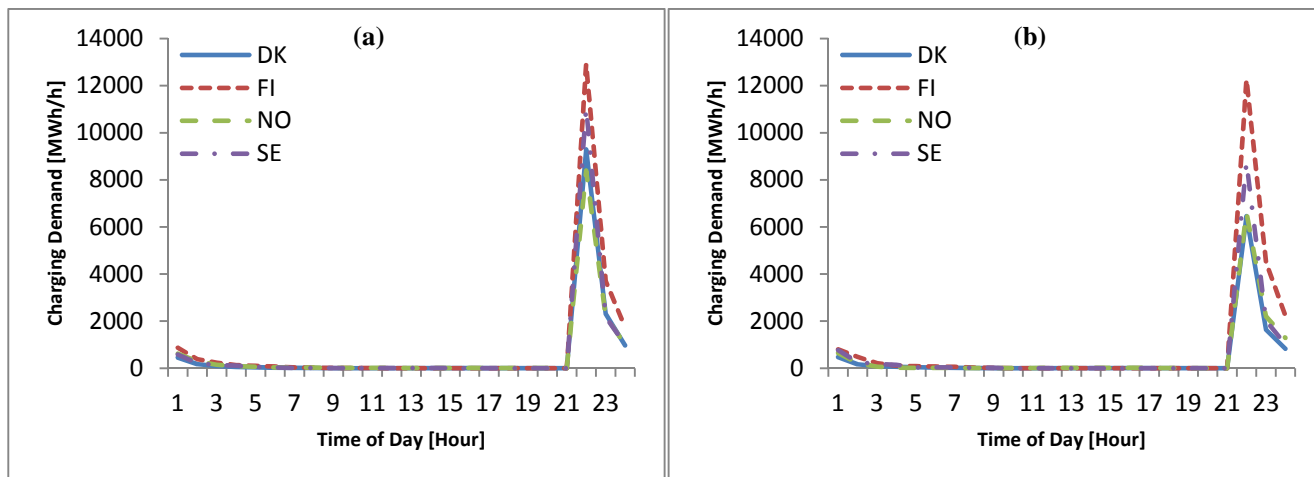 (a)
Charging Demand [MWh/h]
14000
12000
10000
8000
6000
4000
2000
0
DK
FI
NO
SE
1 3 5 7 9 11 13 15 17 19 21 23
Time of Day [Hour]
(b)
Charging Demand [MWh/h]
14000
12000
10000
8000
6000
4000
2000
0
DK
FI
NO
SE
1 3 5 7 9 11 13 15 17 19 21 23
Time of Day [Hour]